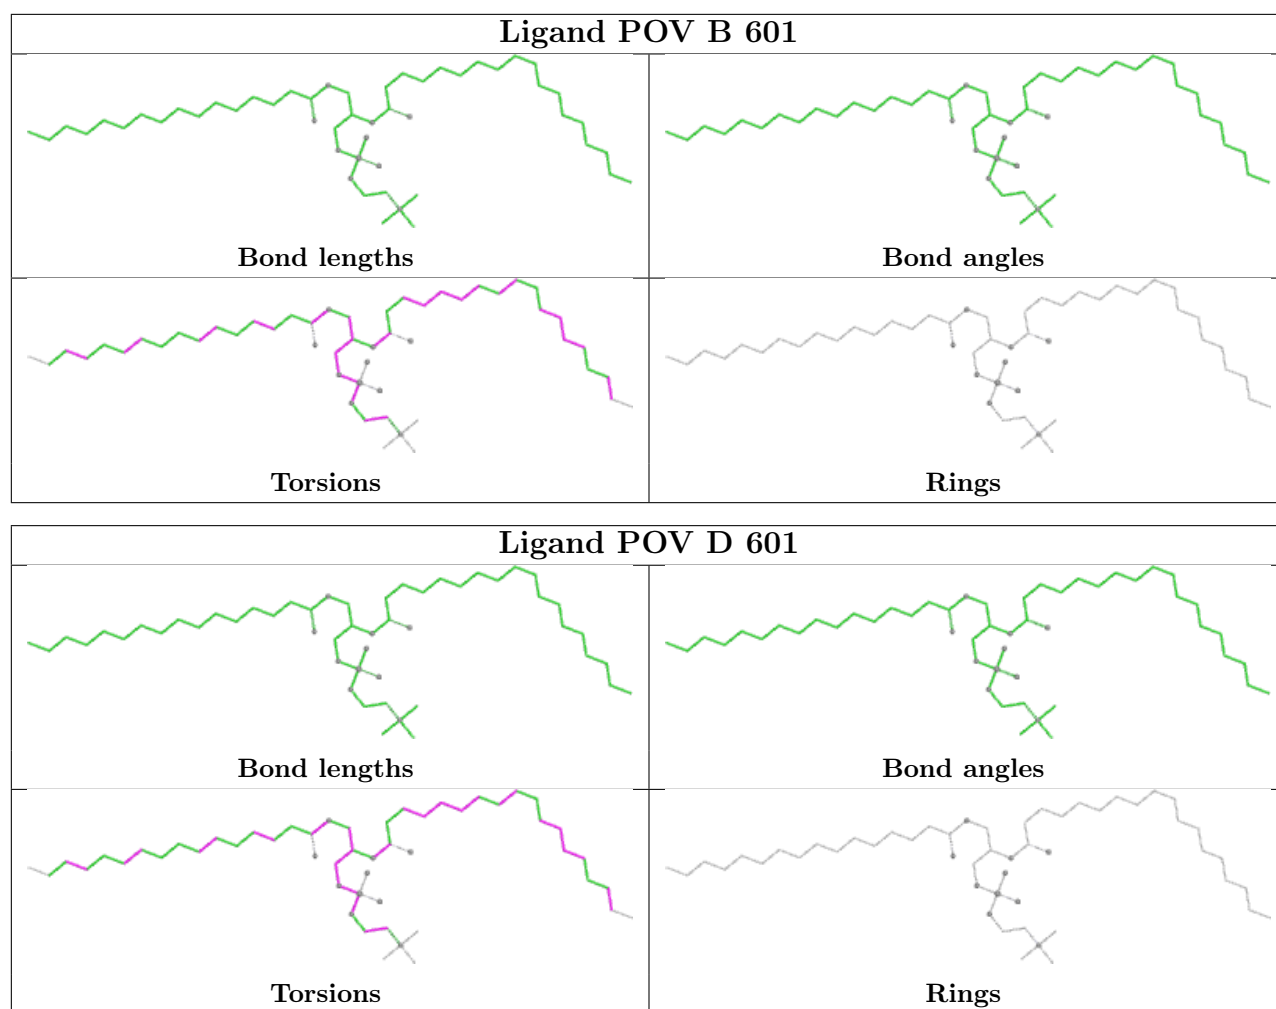 Ligand POV B 601
Bond lengths
Bond angles
Torsions
Rings
Ligand POV D 601
Bond lengths
Bond angles
Torsions
Rings